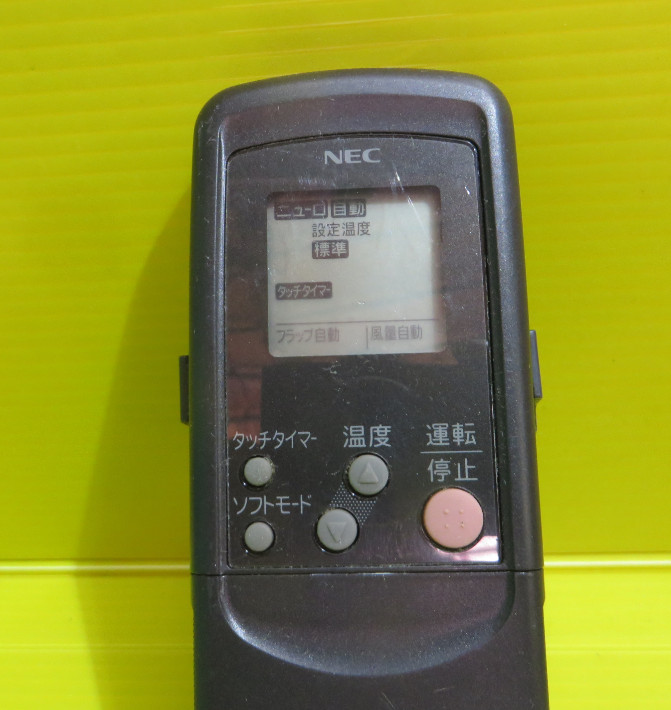 NEC
ニューロ 自動
設定温度
標準
タッチタイマー
フラップ自動 風量自動
タッチタイマー 温度 運転
停止
ソフトモード